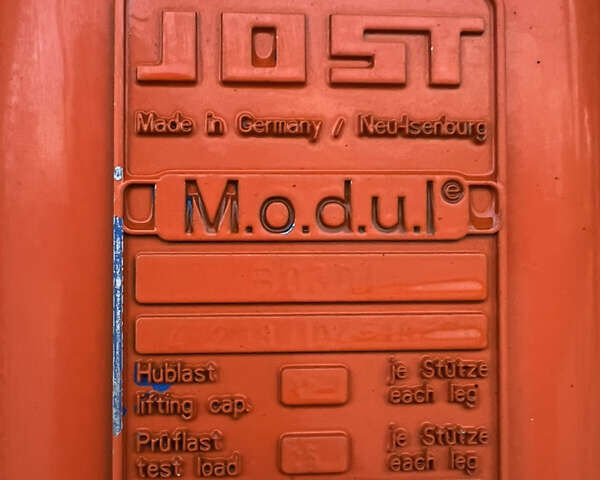 JOST
Made in Germany / Neu-Isenburg
M.o.d.u.l®
Hublast je Stütze
lifting cap. each leg
Prüflast je Stütze
test load each leg